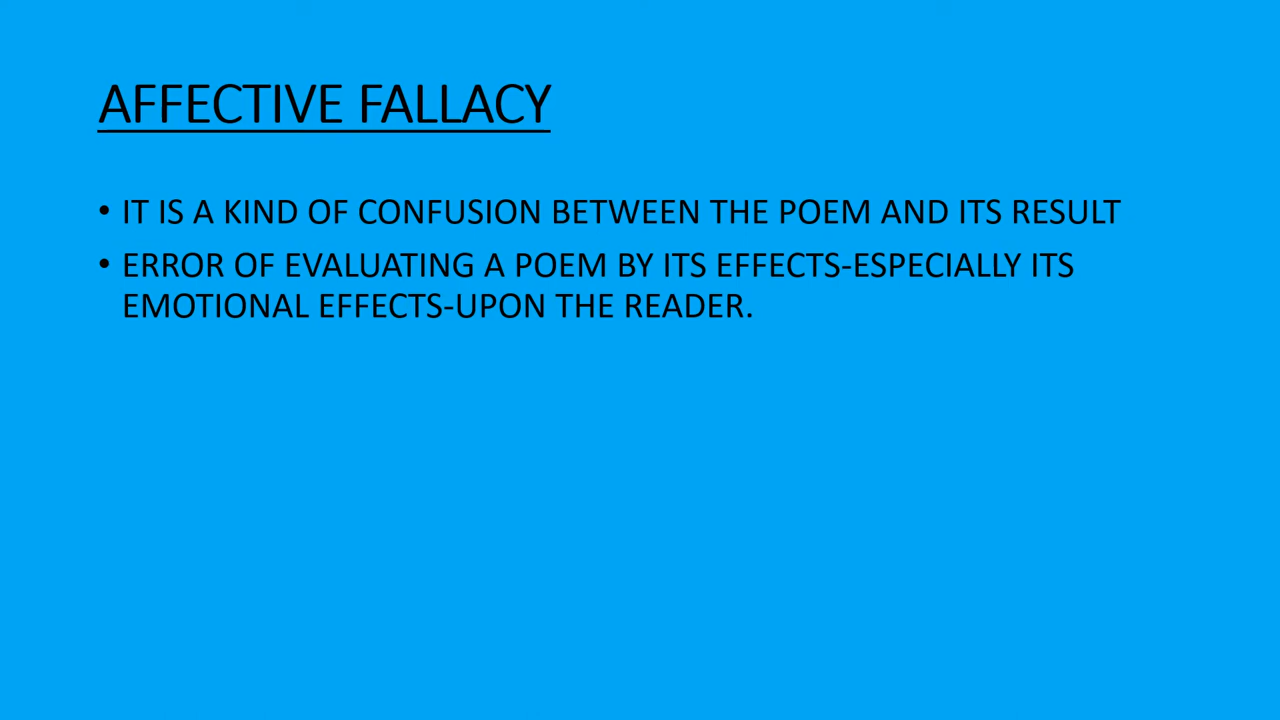 AFFECTIVE FALLACY
• IT IS A KIND OF CONFUSION BETWEEN THE POEM AND ITS RESULT
• ERROR OF EVALUATING A POEM BY ITS EFFECTS-ESPECIALLY ITS
EMOTIONAL EFFECTS-UPON THE READER.